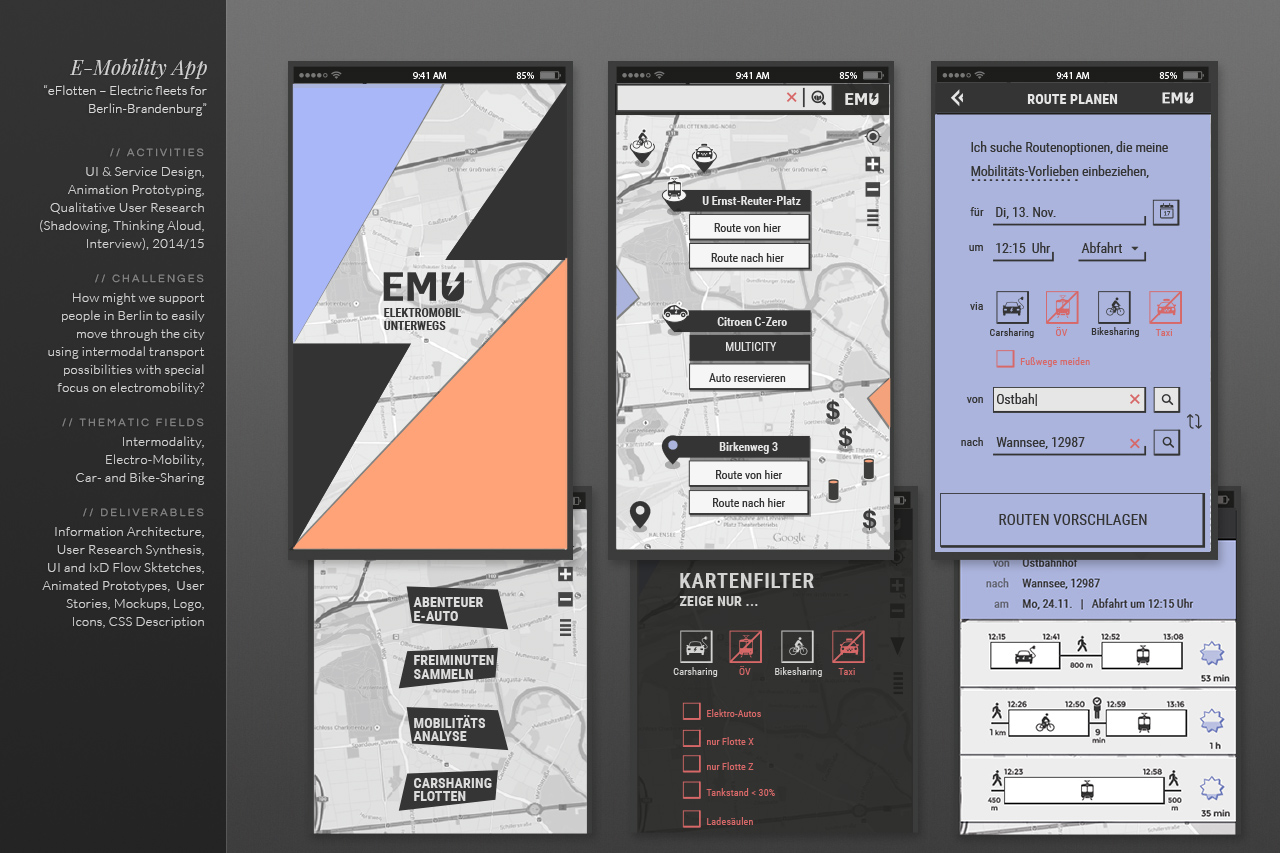 E-Mobility App
"eFlotten – Electric fleets for
Berlin-Brandenburg"
// ACTIVITIES
UI & Service Design,
Animation Prototyping,
Qualitative User Research
(Shadowing, Thinking Aloud,
Interview), 2014/15
// CHALLENGES
How might we support
people in Berlin to easily
move through the city
using intermodal transport
possibilities with special
focus on electromobility?
// THEMATIC FIELDS
Intermodality,
Electro-Mobility,
Car- and Bike-Sharing
// DELIVERABLES
Information Architecture,
User Research Synthesis,
UI and IxD Flow Sktetches,
Animated Prototypes, User
Stories, Mockups, Logo,
Icons, CSS Description
9:41 AM 85%
EMU
ELEKTROMOBIL
UNTERWEGS
ABENTEUER
E-AUTO
FREIMINUTEN
SAMMELN
MOBILITÄTS
ANALYSE
CARSHARING
FLOTTEN
9:41 AM 85%
EMU
U Ernst-Reuter-Platz
Route von hier
Route nach hier
Citroen C-Zero
MULTICITY
Auto reservieren
Birkenweg 3
Route von hier
Route nach hier
$
$
$
Google
KARTENFILTER
ZEIGE NUR ...
Carsharing ÖV Bikesharing Taxi
Elektro-Autos
nur Flotte X
nur Flotte Z
Tankstand < 30%
Ladesäulen
9:41 AM 85%
ROUTE PLANEN EMU
Ich suche Routenoptionen, die meine
Mobilitäts-Vorlieben einbeziehen,
für Di, 13. Nov. 17
um 12:15 Uhr Abfahrt
via
Carsharing ÖV Bikesharing Taxi
Fußwege meiden
von Ostbah
nach Wannsee, 12987
ROUTEN VORSCHLAGEN
von Ostbahnhof
nach Wannsee, 12987
am Mo, 24.11. | Abfahrt um 12:15 Uhr
12:15 12:41 12:52 13:08
800 m
53 min
12:26 12:50 12:59 13:16
1 km 9
min
1 h
12:23 12:58
450
m
500
m
35 min